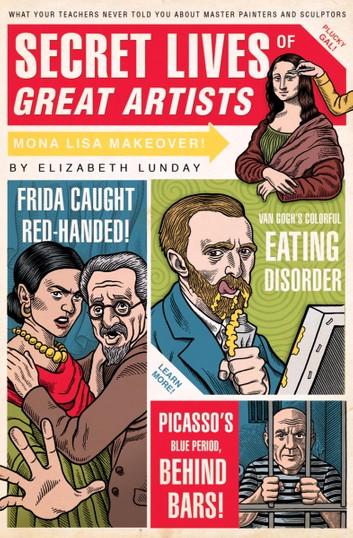 WHAT YOUR TEACHERS NEVER TOLD YOU ABOUT MASTER PAINTERS AND SCULPTORS
SECRET LIVES OF
GREAT ARTISTS
PLUCKY
GAL!
MONA LISA MAKEOVER!
BY ELIZABETH LUNDAY
FRIDA CAUGHT
RED-HANDED!
VAN GOGH'S COLORFUL
EATING
DISORDER
LEARN
MORE!
PICASSO'S
BLUE PERIOD,
BEHIND
BARS!